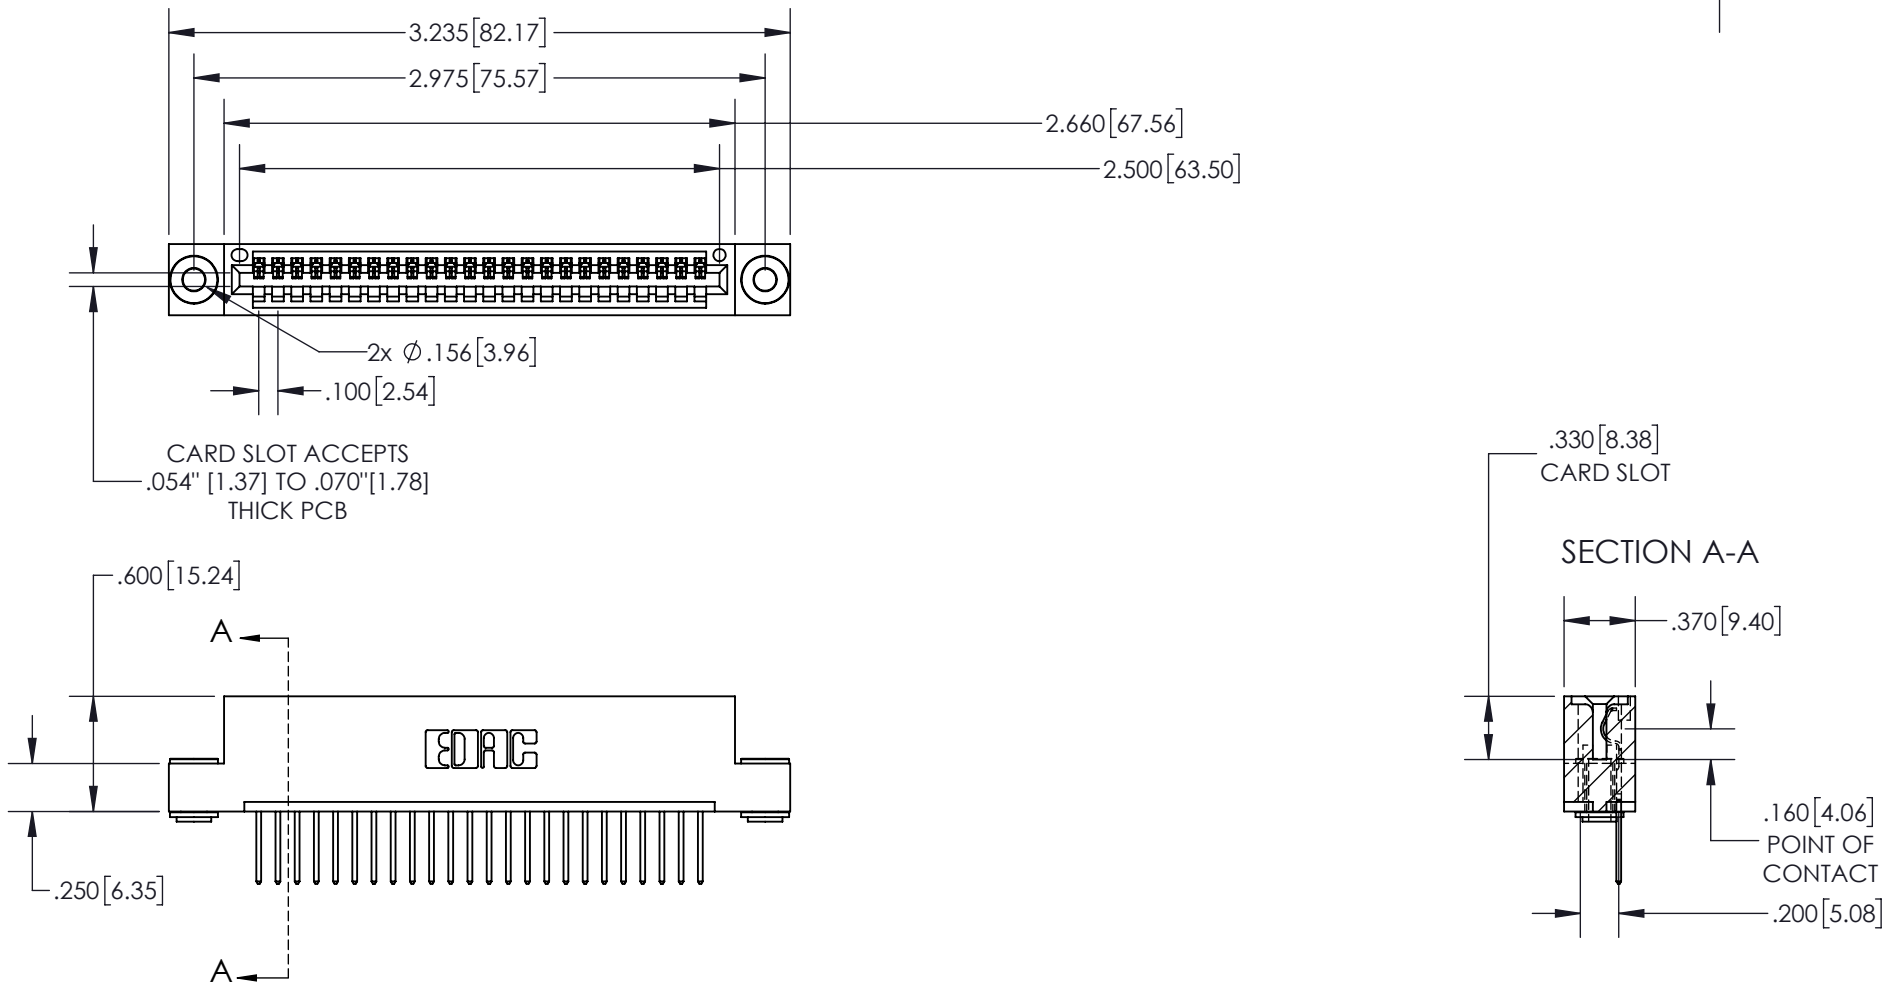 3.235[82.17]
2.975[75.57]
2.660[67.56]
2.500[63.50]
2x Ø.156[3.96]
.100[2.54]
CARD SLOT ACCEPTS
.054" [1.37] TO .070"[1.78]
THICK PCB
.330[8.38]
CARD SLOT
SECTION A-A
.600[15.24]
A
.370[9.40]
EDAC
.160[4.06]
POINT OF
CONTACT
.250[6.35]
.200[5.08]
A